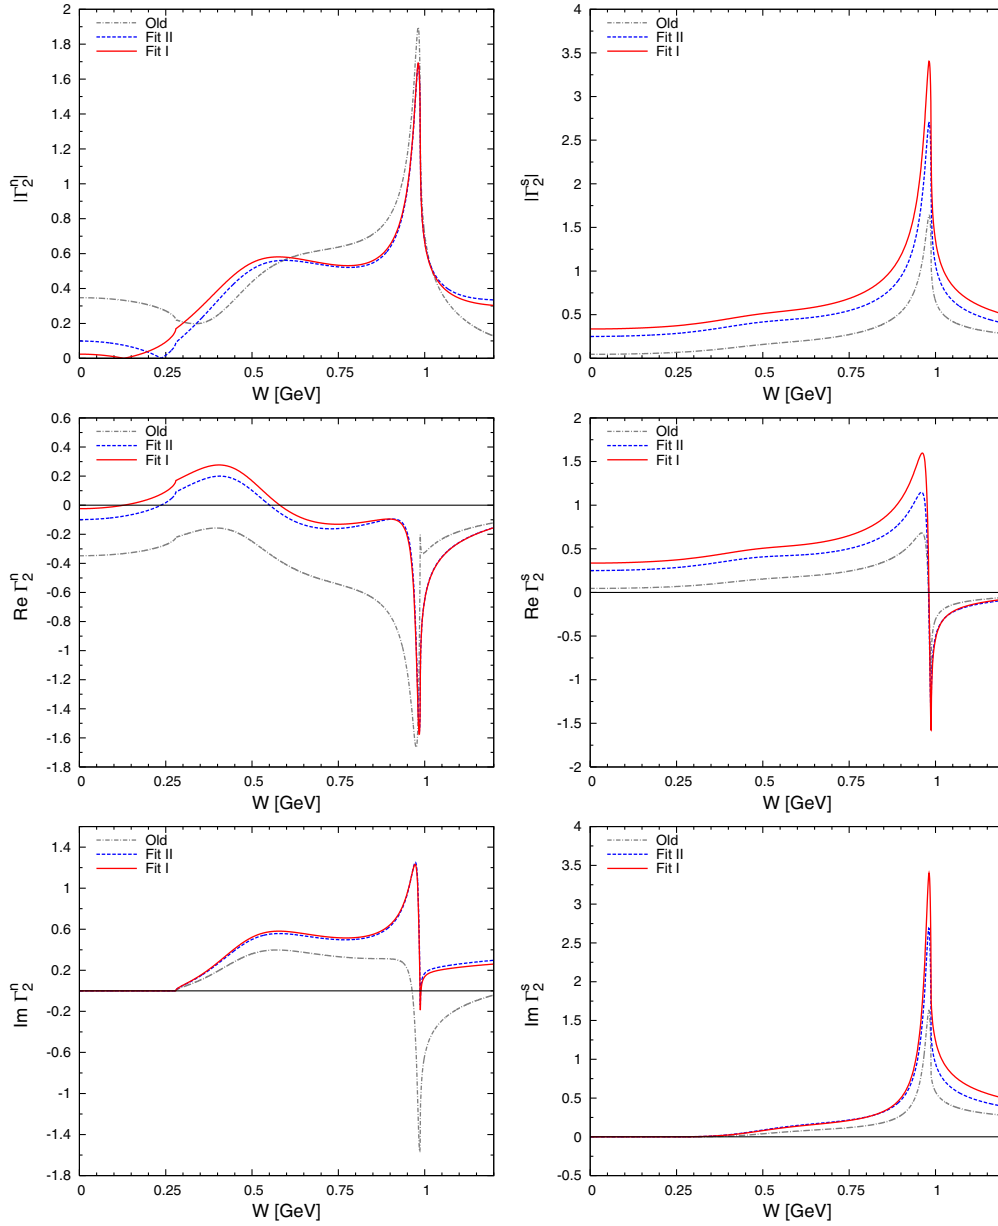 Old
Fit II
Fit I
|Γ₂ⁿ|
2
1.8
1.6
1.4
1.2
1
0.8
0.6
0.4
0.2
0
0 0.25 0.5 0.75 1
W [GeV]
Old
Fit II
Fit I
|Γ₂ˢ|
4
3.5
3
2.5
2
1.5
1
0.5
0
0 0.25 0.5 0.75 1
W [GeV]
Old
Fit II
Fit I
Re Γ₂ⁿ
0.6
0.4
0.2
0
-0.2
-0.4
-0.6
-0.8
-1
-1.2
-1.4
-1.6
-1.8
0 0.25 0.5 0.75 1
W [GeV]
Old
Fit II
Fit I
Re Γ₂ˢ
2
1.5
1
0.5
0
-0.5
-1
-1.5
-2
0 0.25 0.5 0.75 1
W [GeV]
Old
Fit II
Fit I
Im Γ₂ⁿ
1.4
1
0.6
0.2
-0.2
-0.6
-1
-1.4
-1.8
0 0.25 0.5 0.75 1
W [GeV]
Old
Fit II
Fit I
Im Γ₂ˢ
4
3.5
3
2.5
2
1.5
1
0.5
0
-0.5
0 0.25 0.5 0.75 1
W [GeV]